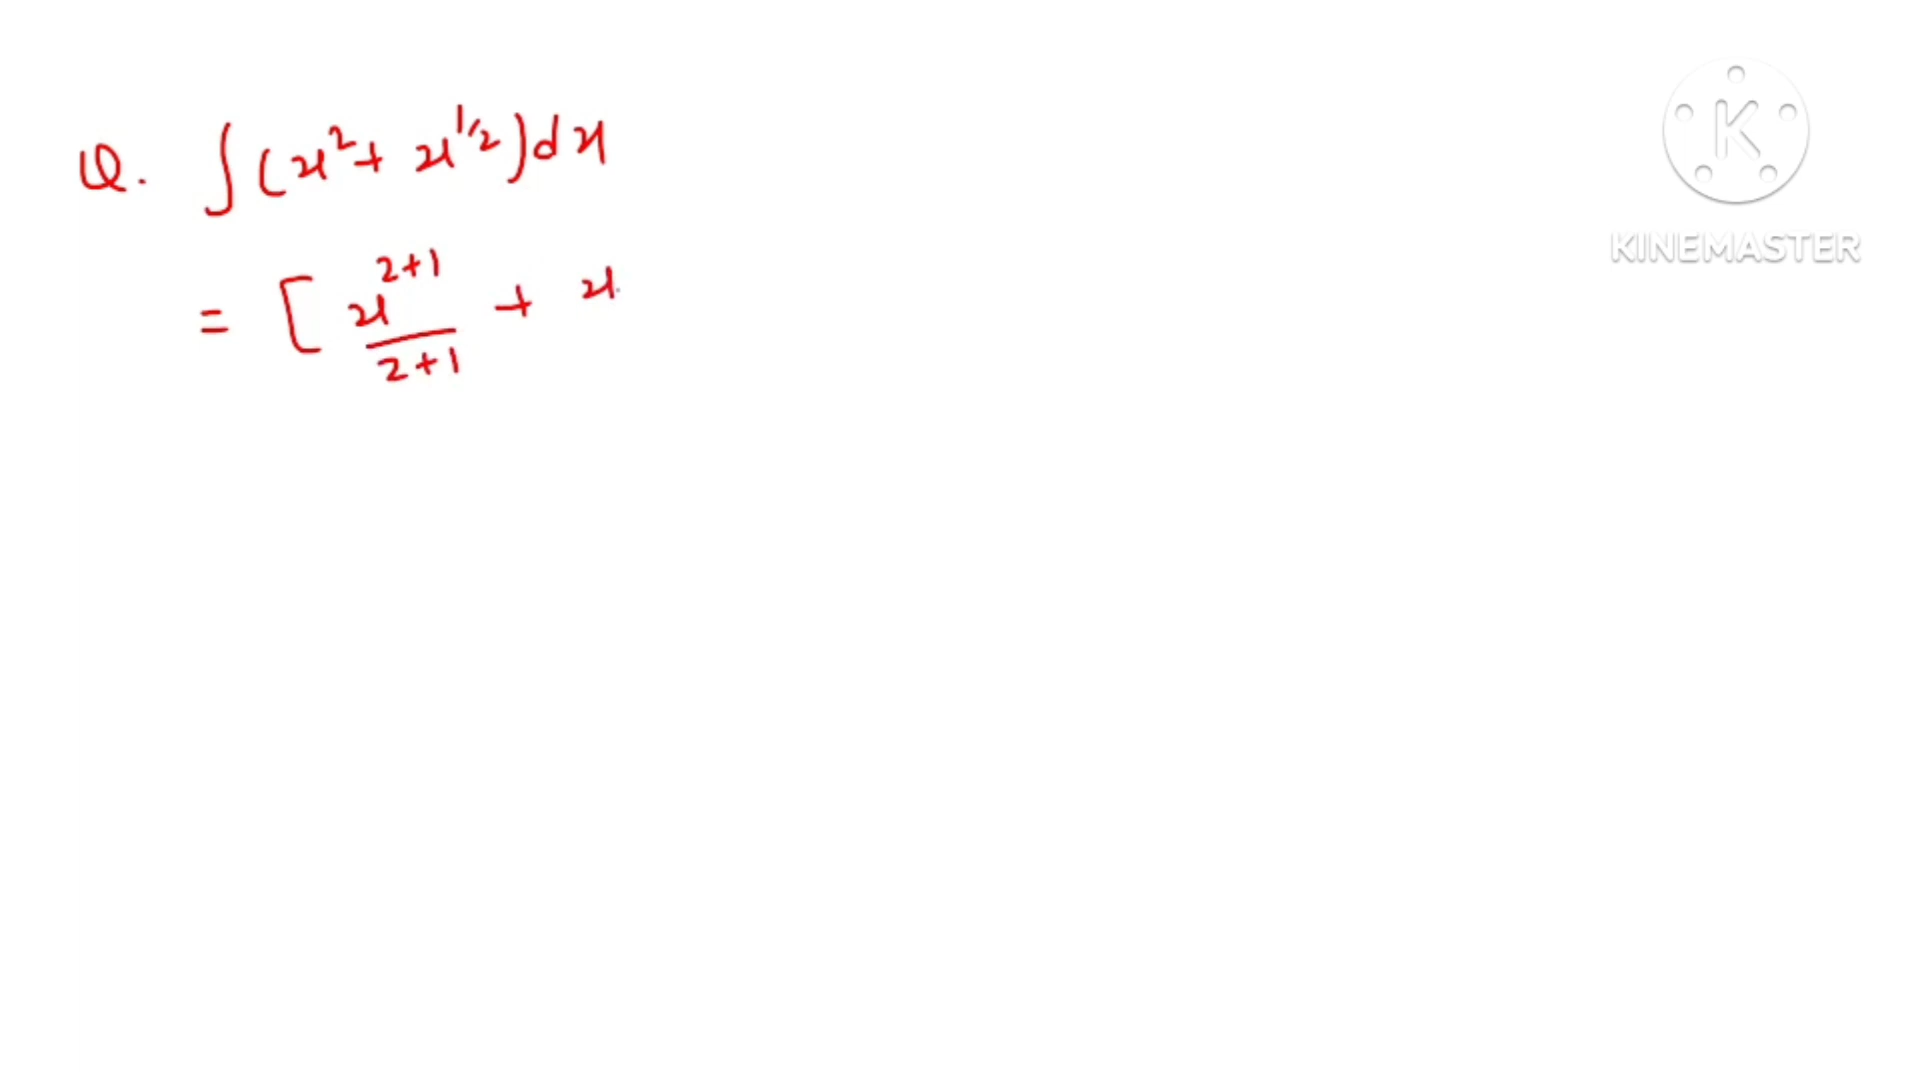 Q. ∫(x² + x^1/2)dx
= [x^2+1/2+1 + x
K
KINEMASTER